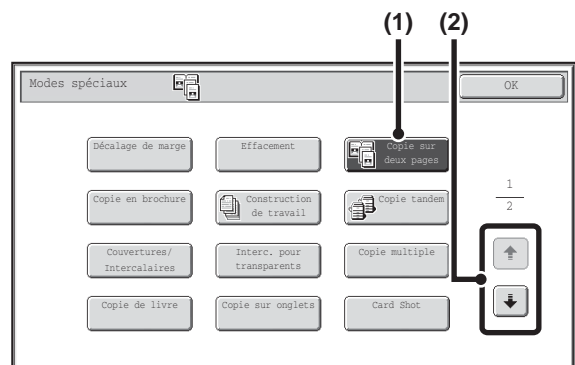 (1) (2)
Modes spéciaux OK
Décalage de marge Effacement Copie sur
deux pages
Copie en brochure Construction
de travail Copie tandem
1
2
Couvertures/
Intercalaires Interc. pour
transparents Copie multiple
Copie de livre Copie sur onglets Card Shot